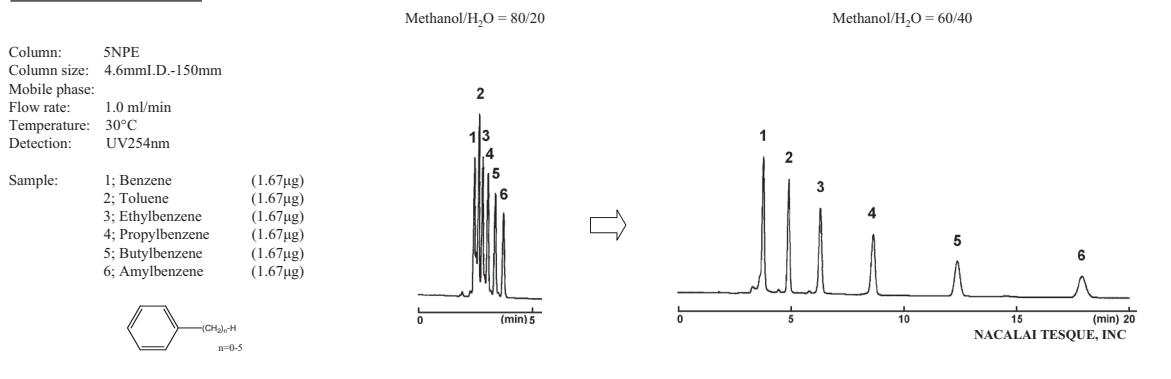 Methanol/H₂O = 80/20
Methanol/H₂O = 60/40
Column: 5NPE
Column size: 4.6mmI.D.-150mm
Mobile phase:
Flow rate: 1.0 ml/min
Temperature: 30°C
Detection: UV254nm
Sample: 1; Benzene (1.67μg)
2; Toluene (1.67μg)
3; Ethylbenzene (1.67μg)
4; Propylbenzene (1.67μg)
5; Butylbenzene (1.67μg)
6; Amylbenzene (1.67μg)
(CH₂)n-H
n=0-5
2
1 3
4
5
6
0 (min) 5
1
2
3
4
5
6
0 5 10 15 (min) 20
NACALAI TESQUE, INC